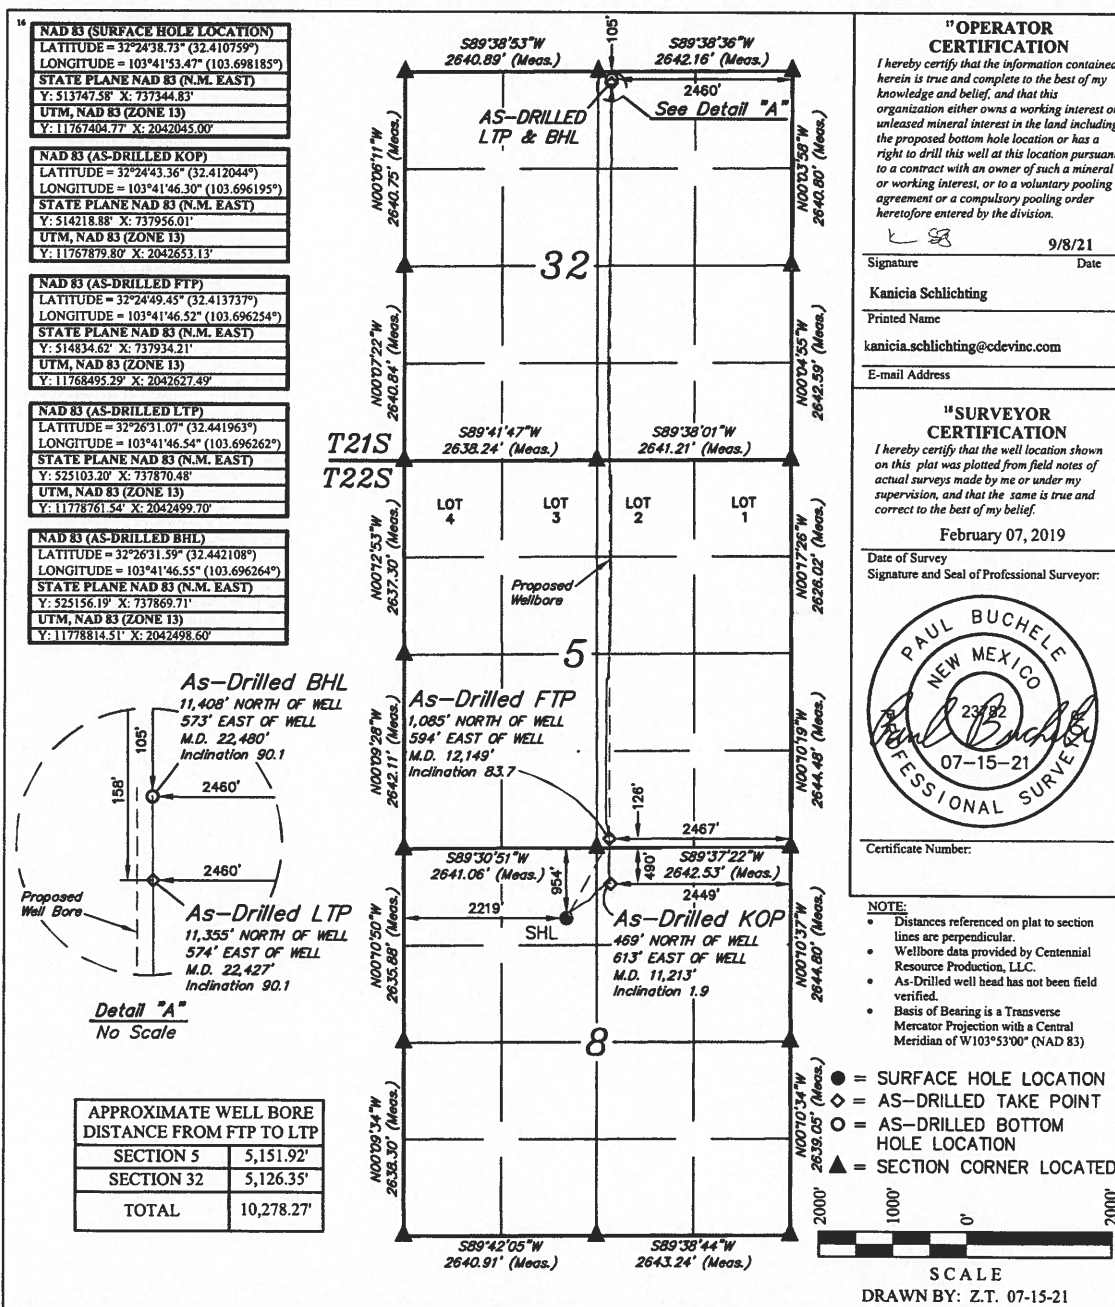 16
NAD 83 (SURFACE HOLE LOCATION)
LATITUDE = 32°24'38.73" (32.410759°)
LONGITUDE = 103°41'53.47" (103.698185°)
STATE PLANE NAD 83 (N.M. EAST)
Y: 513747.58' X: 737344.83'
UTM, NAD 83 (ZONE 13)
Y: 11767404.77' X: 2042045.00'
NAD 83 (AS-DRILLED KOP)
LATITUDE = 32°24'43.36" (32.412044°)
LONGITUDE = 103°41'46.30" (103.696195°)
STATE PLANE NAD 83 (N.M. EAST)
Y: 514218.88' X: 737956.01'
UTM, NAD 83 (ZONE 13)
Y: 11767879.80' X: 2042653.13'
NAD 83 (AS-DRILLED FTP)
LATITUDE = 32°24'49.45" (32.413737°)
LONGITUDE = 103°41'46.52" (103.696254°)
STATE PLANE NAD 83 (N.M. EAST)
Y: 514834.62' X: 737934.21'
UTM, NAD 83 (ZONE 13)
Y: 11768495.29' X: 2042627.49'
NAD 83 (AS-DRILLED LTP)
LATITUDE = 32°26'31.07" (32.441963°)
LONGITUDE = 103°41'46.54" (103.696262°)
STATE PLANE NAD 83 (N.M. EAST)
Y: 525103.20' X: 737870.48'
UTM, NAD 83 (ZONE 13)
Y: 11778761.54' X: 2042499.70'
NAD 83 (AS-DRILLED BHL)
LATITUDE = 32°26'31.59" (32.442108°)
LONGITUDE = 103°41'46.55" (103.696264°)
STATE PLANE NAD 83 (N.M. EAST)
Y: 525156.19' X: 737869.71'
UTM, NAD 83 (ZONE 13)
Y: 11778814.51' X: 2042498.60'
As-Drilled BHL
11,408' NORTH OF WELL
573' EAST OF WELL
M.D. 22,480'
Inclination 90.1
105'
158'
2460'
2460'
Proposed
Well Bore
As-Drilled LTP
11,355' NORTH OF WELL
574' EAST OF WELL
M.D. 22,427'
Inclination 90.1
Detail "A"
No Scale
APPROXIMATE WELL BORE
DISTANCE FROM FTP TO LTP
SECTION 5 5,151.92'
SECTION 32 5,126.35'
TOTAL 10,278.27'
S89°38'53"W
2640.89' (Meas.)
105'
S89°38'36"W
2642.16' (Meas.)
2460'
AS-DRILLED
LTP & BHL
See Detail "A"
N00°06'11"W
2640.75' (Meas.)
N00°03'58"W
2640.80' (Meas.)
32
N00°07'22"W
2640.84' (Meas.)
N00°04'55"W
2642.59' (Meas.)
S89°41'47"W
2638.24' (Meas.)
S89°38'01"W
2641.21' (Meas.)
T21S
T22S
LOT
4
LOT
3
LOT
2
LOT
1
N00°12'53"W
2637.30' (Meas.)
N00°17'26"W
2626.02' (Meas.)
Proposed
Wellbore
5
As-Drilled FTP
1,085' NORTH OF WELL
594' EAST OF WELL
M.D. 12,149'
Inclination 83.7
N00°09'28"W
2642.11' (Meas.)
N00°10'19"W
2644.48' (Meas.)
126'
2467'
S89°30'51"W
2641.06' (Meas.)
954'
490'
S89°37'22"W
2642.53' (Meas.)
2449'
2219'
SHL
As-Drilled KOP
469' NORTH OF WELL
613' EAST OF WELL
M.D. 11,213'
Inclination 1.9
N00°10'50"W
2635.88' (Meas.)
N00°10'37"W
2644.80' (Meas.)
8
N00°09'34"W
2638.30' (Meas.)
N00°10'34"W
2639.05' (Meas.)
S89°42'05"W
2640.91' (Meas.)
S89°38'44"W
2643.24' (Meas.)
17 OPERATOR
CERTIFICATION
I hereby certify that the information contained
herein is true and complete to the best of my
knowledge and belief, and that this
organization either owns a working interest or
unleased mineral interest in the land including
the proposed bottom hole location or has a
right to drill this well at this location pursuant
to a contract with an owner of such a mineral
or working interest, or to a voluntary pooling
agreement or a compulsory pooling order
heretofore entered by the division.
9/8/21
Signature Date
Kanicia Schlichting
Printed Name
kanicia.schlichting@cdevinc.com
E-mail Address
18 SURVEYOR
CERTIFICATION
I hereby certify that the well location shown
on this plat was plotted from field notes of
actual surveys made by me or under my
supervision, and that the same is true and
correct to the best of my belief.
February 07, 2019
Date of Survey
Signature and Seal of Professional Surveyor:
PAUL BUCHELE
NEW MEXICO
23782
07-15-21
PROFESSIONAL SURVEYOR
Certificate Number:
NOTE:
• Distances referenced on plat to section
lines are perpendicular.
• Wellbore data provided by Centennial
Resource Production, LLC.
• As-Drilled well head has not been field
verified.
• Basis of Bearing is a Transverse
Mercator Projection with a Central
Meridian of W103°53'00" (NAD 83)
= SURFACE HOLE LOCATION
= AS-DRILLED TAKE POINT
= AS-DRILLED BOTTOM
HOLE LOCATION
= SECTION CORNER LOCATED
2000' 1000' 0' 2000'
SCALE
DRAWN BY: Z.T. 07-15-21